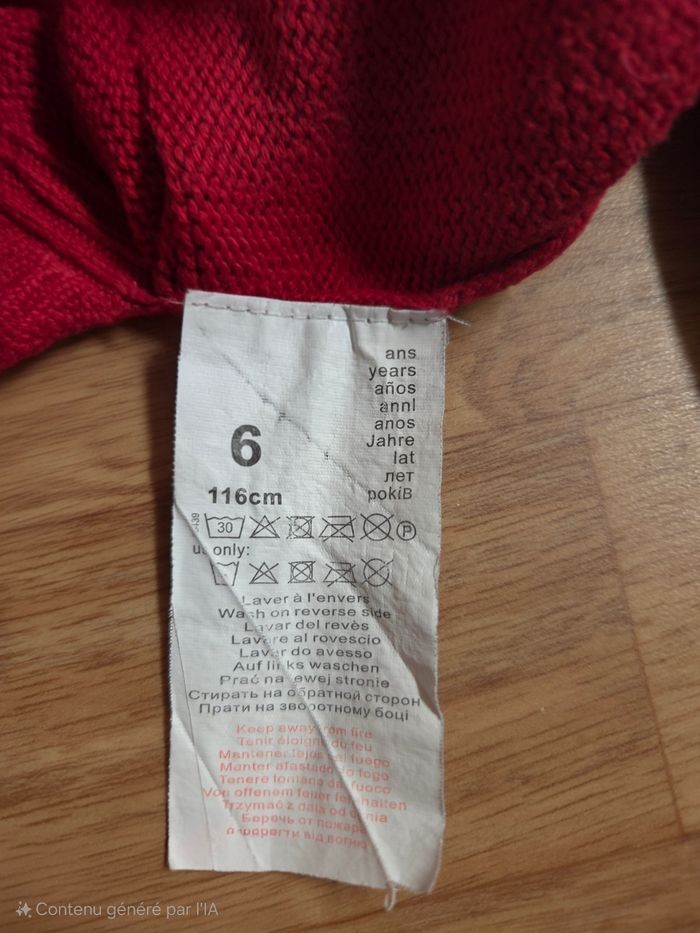 ans
years
años
anni
anos
Jahre
lat
лет
років
6
116cm
30
P
only:
Laver à l'envers
Wash on reverse side
Lavar del revès
Lavare al rovescio
Lavar do avesso
Auf links waschen
Prać na lewej stronie
Стирать на обратной сторон
Прати на зворотному боці
Keep away from fire
Tenir éloigné du feu
Mantener lejos del fuego
Manter afastado do fogo
Tenere lontano dal fuoco
Von offenem feuer fernhalten
Trzymać z dala od ognia
Беречь от пожара
від вогню
Contenu généré par l'IA